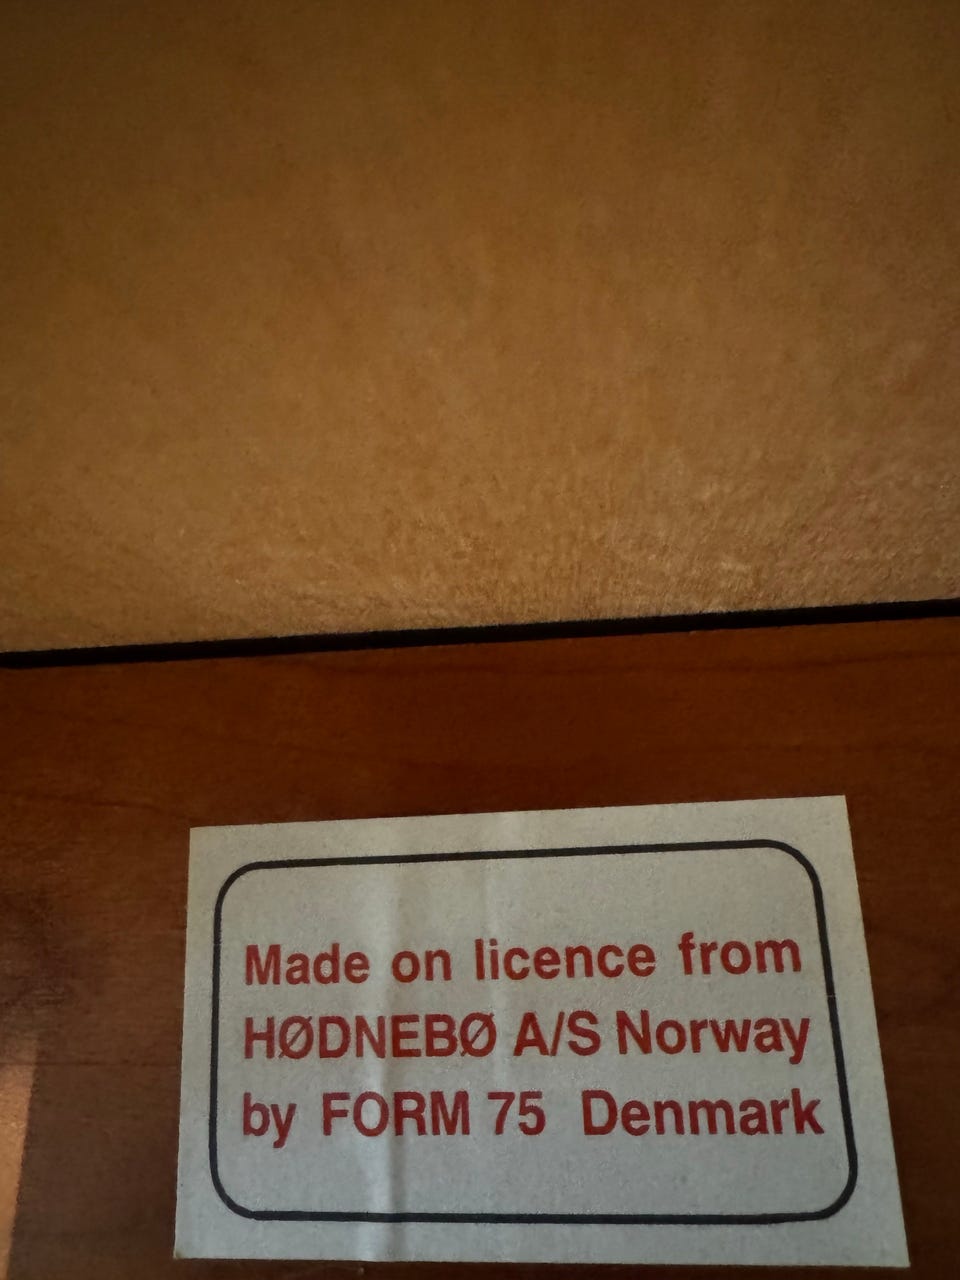 Made on licence from
HØDNEBØ A/S Norway
by FORM 75 Denmark